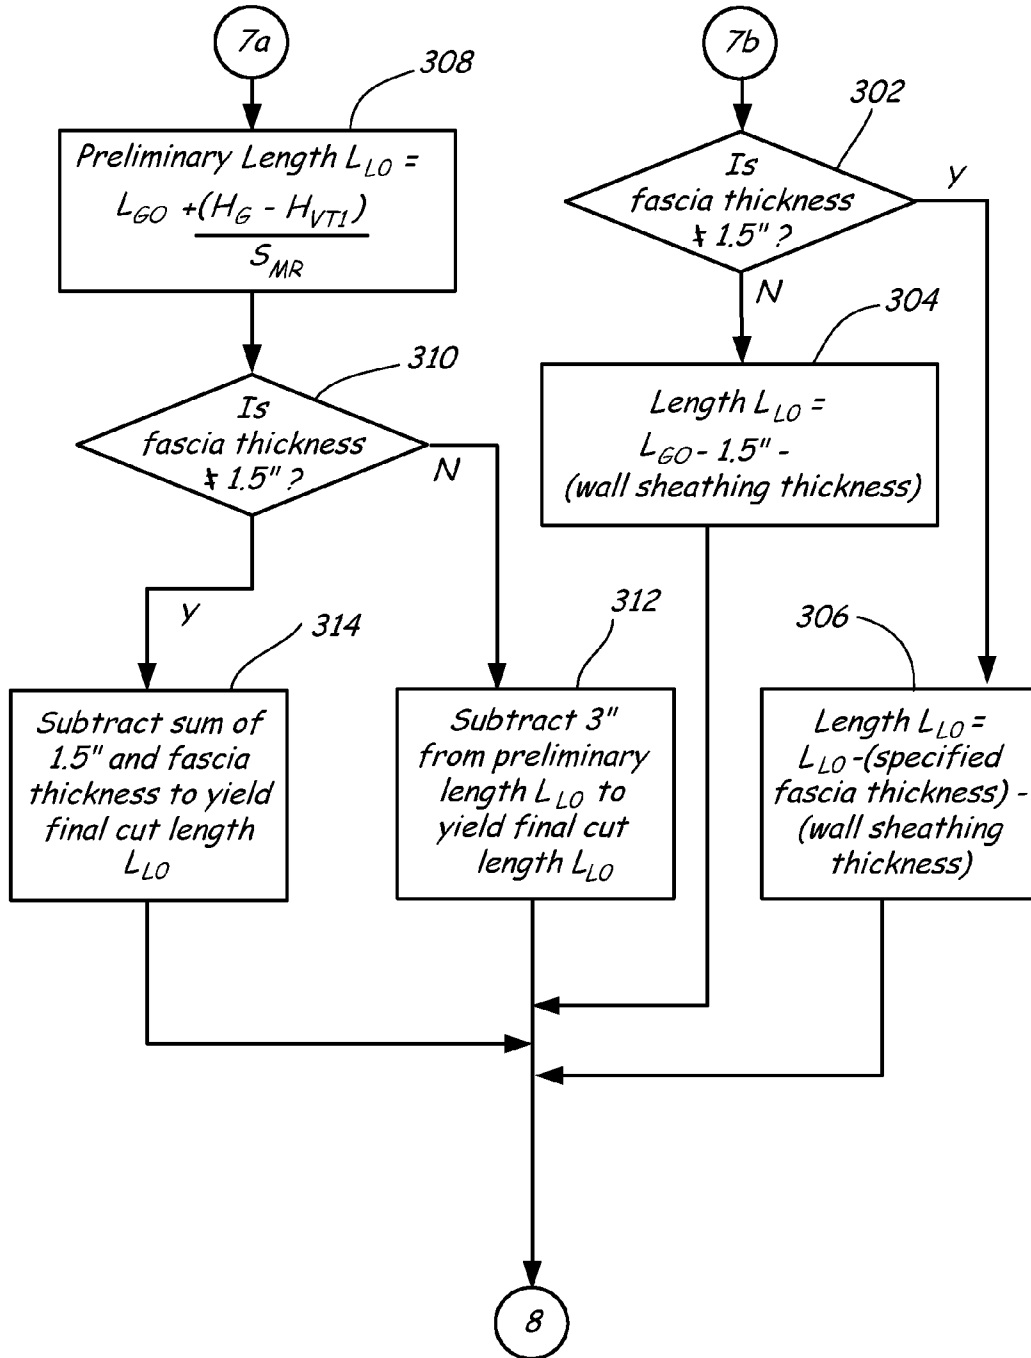 7a
308
Preliminary Length L_LO =
L_GO + (H_G - H_VT1)
S_MR
310
Is
fascia thickness
≠ 1.5" ?
N
Y
314
Subtract sum of
1.5" and fascia
thickness to yield
final cut length
L_LO
312
Subtract 3"
from preliminary
length L_LO to
yield final cut
length L_LO
7b
302
Is
fascia thickness
≠ 1.5" ?
Y
N
304
Length L_LO =
L_GO - 1.5" -
(wall sheathing thickness)
306
Length L_LO =
L_LO -(specified
fascia thickness) -
(wall sheathing
thickness)
8